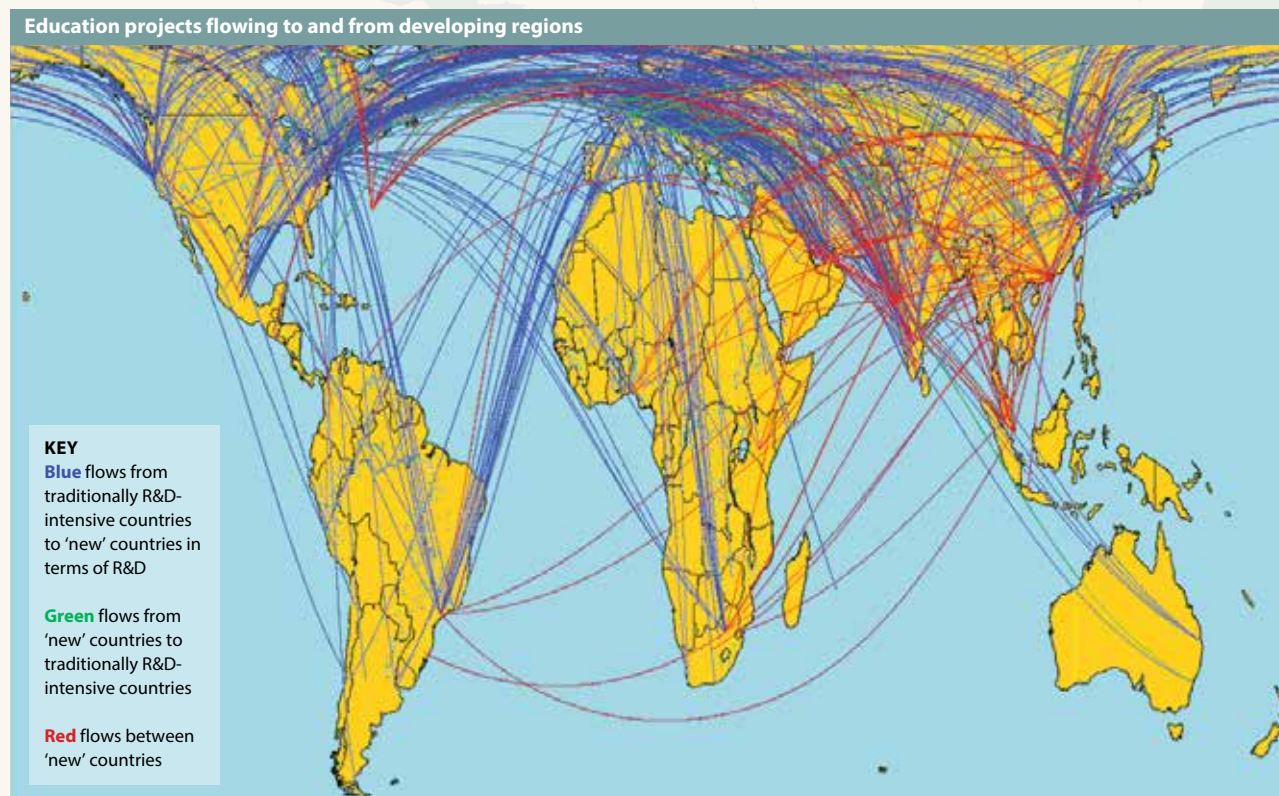 Education projects flowing to and from developing regions
KEY
Blue flows from
traditionally R&D-
intensive countries
to ‘new’ countries in
terms of R&D
Green flows from
‘new’ countries to
traditionally R&D-
intensive countries
Red flows between
‘new’ countries